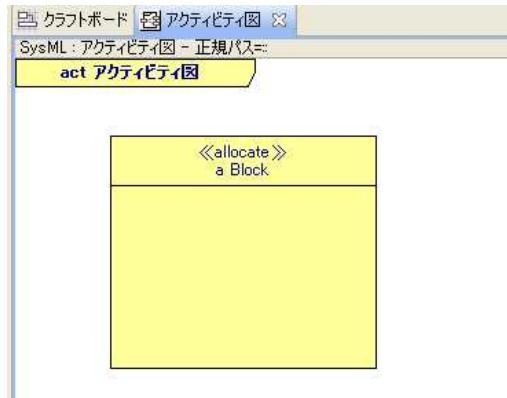 クラフトボード アクティビティ図
SysML : アクティビティ図 - 正規パス=::
act アクティビティ図
≪allocate≫
a Block